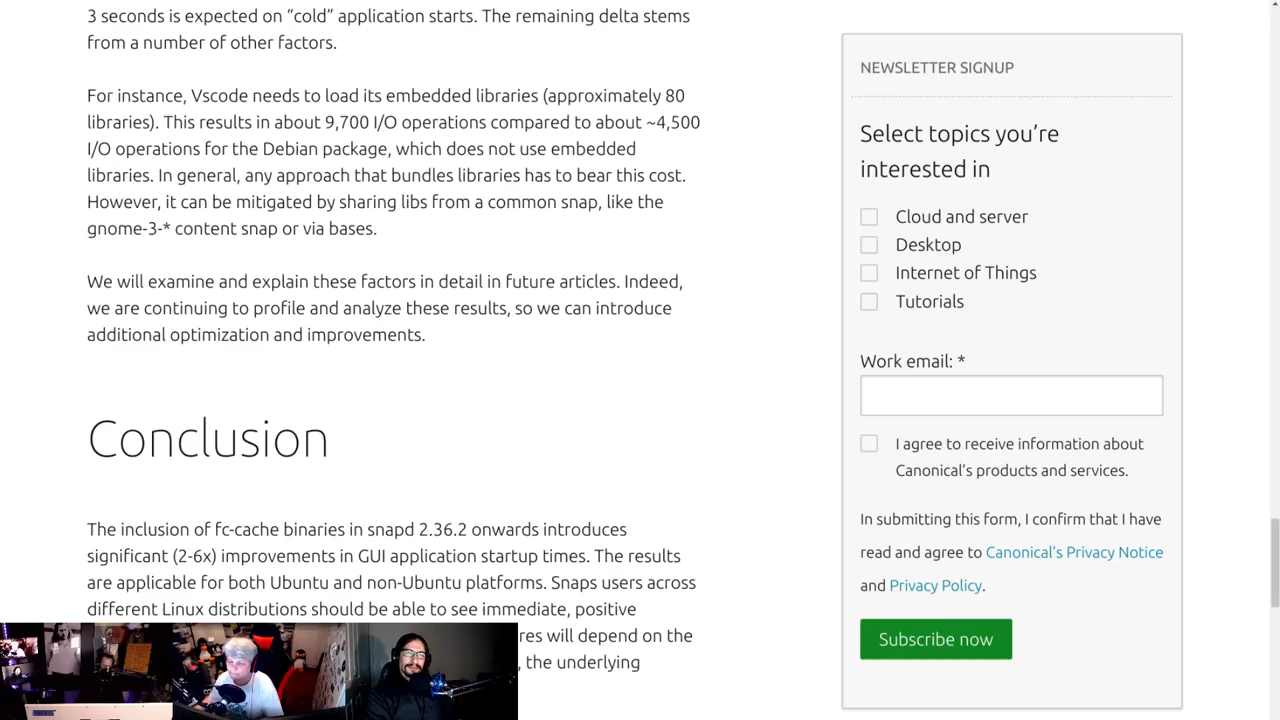 3 seconds is expected on “cold” application starts. The remaining delta stems
from a number of other factors.
For instance, Vscode needs to load its embedded libraries (approximately 80
libraries). This results in about 9,700 I/O operations compared to about ~4,500
I/O operations for the Debian package, which does not use embedded
libraries. In general, any approach that bundles libraries has to bear this cost.
However, it can be mitigated by sharing libs from a common snap, like the
gnome-3-* content snap or via bases.
We will examine and explain these factors in detail in future articles. Indeed,
we are continuing to profile and analyze these results, so we can introduce
additional optimization and improvements.
Conclusion
The inclusion of fc-cache binaries in snapd 2.36.2 onwards introduces
significant (2-6x) improvements in GUI application startup times. The results
are applicable for both Ubuntu and non-Ubuntu platforms. Snaps users across
different Linux distributions should be able to see immediate, positive
will depend on the
the underlying
NEWSLETTER SIGNUP
Select topics you’re
interested in
Cloud and server
Desktop
Internet of Things
Tutorials
Work email: *
I agree to receive information about
Canonical’s products and services.
In submitting this form, I confirm that I have
read and agree to Canonical’s Privacy Notice
and Privacy Policy.
Subscribe now